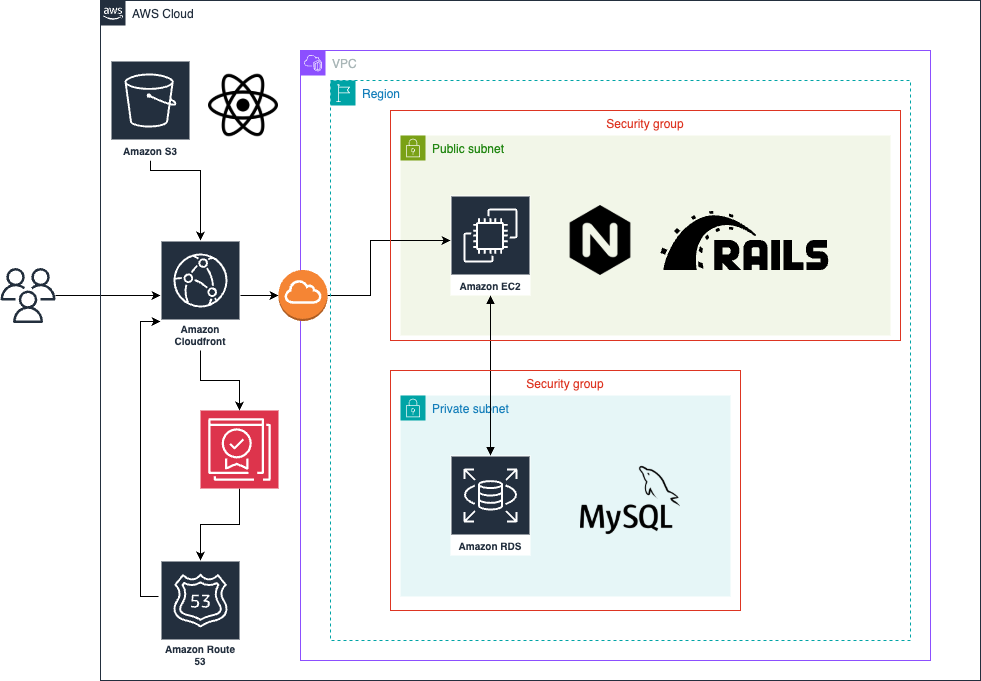 aws
AWS Cloud
VPC
Region
Security group
Public subnet
Amazon S3
N
RAILS
Amazon EC2
Amazon
Cloudfront
Security group
Private subnet
MySQL
Amazon RDS
53
Amazon Route
53